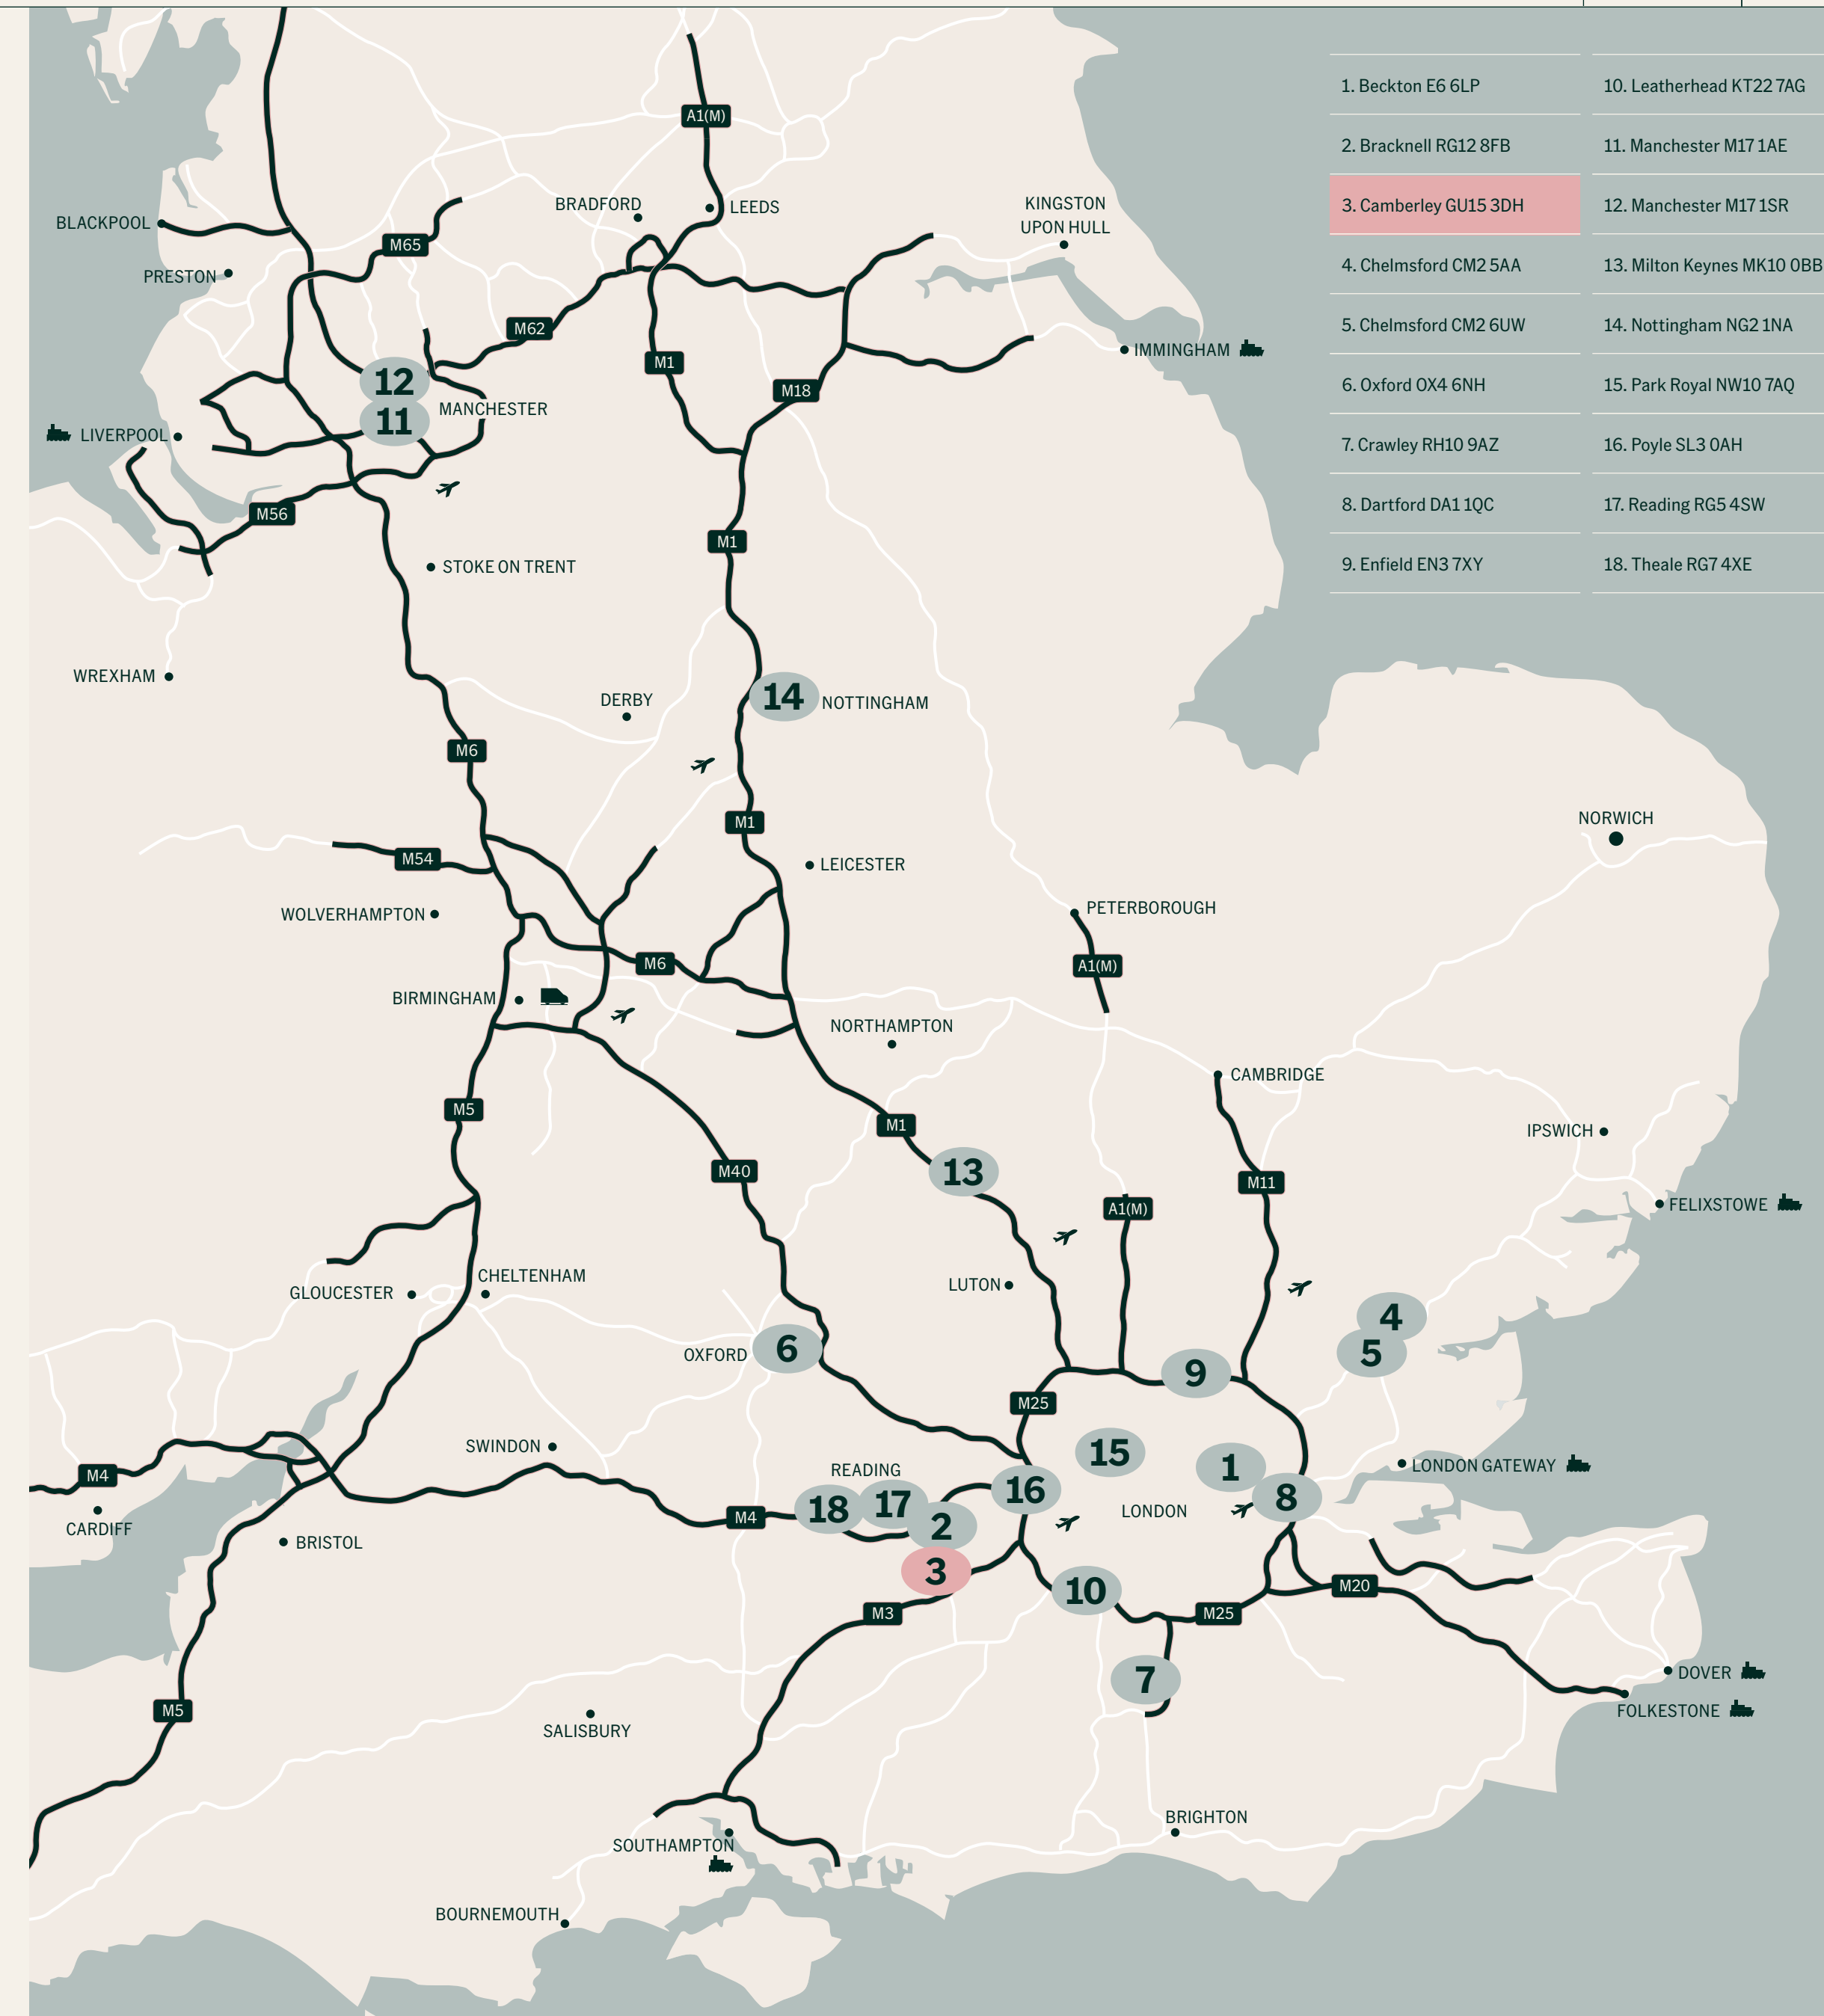 1. Beckton E6 6LP
2. Bracknell RG12 8FB
3. Camberley GU15 3DH
4. Chelmsford CM2 5AA
5. Chelmsford CM2 6UW
6. Oxford OX4 6NH
7. Crawley RH10 9AZ
8. Dartford DA1 1QC
9. Enfield EN3 7XY
10. Leatherhead KT22 7AG
11. Manchester M17 1AE
12. Manchester M17 1SR
13. Milton Keynes MK10 0BB
14. Nottingham NG2 1NA
15. Park Royal NW10 7AQ
16. Poyle SL3 0AH
17. Reading RG5 4SW
18. Theale RG7 4XE
A1(M)
BRADFORD
LEEDS
KINGSTON
UPON HULL
BLACKPOOL
M65
PRESTON
M62
M1
IMMINGHAM
M18
12
MANCHESTER
11
LIVERPOOL
M56
M1
STOKE ON TRENT
WREXHAM
DERBY
14
NOTTINGHAM
M6
M1
NORWICH
M54
LEICESTER
WOLVERHAMPTON
PETERBOROUGH
M6
A1(M)
BIRMINGHAM
NORTHAMPTON
CAMBRIDGE
M5
M1
IPSWICH
M40
13
M11
A1(M)
FELIXSTOWE
CHELTENHAM
LUTON
GLOUCESTER
4
6
OXFORD
5
9
M25
SWINDON
15
READING
1
LONDON GATEWAY
M4
16
8
18
17
M4
LONDON
2
CARDIFF
BRISTOL
3
10
M20
M3
M25
7
DOVER
M5
FOLKESTONE
SALISBURY
BRIGHTON
SOUTHAMPTON
BOURNEMOUTH